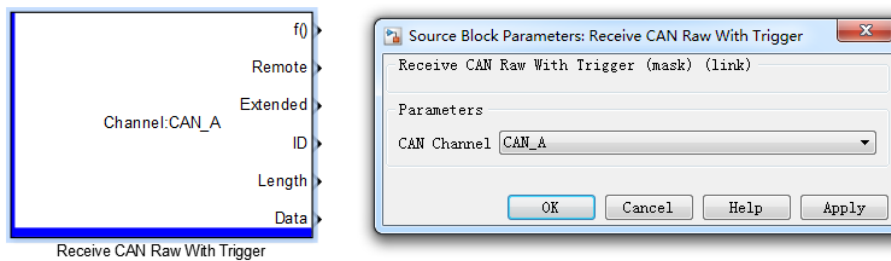 f()
Remote
Extended
Channel:CAN_A
ID
Length
Data
Receive CAN Raw With Trigger
Source Block Parameters: Receive CAN Raw With Trigger
Receive CAN Raw With Trigger (mask) (link)
Parameters
CAN Channel CAN_A
OK Cancel Help Apply